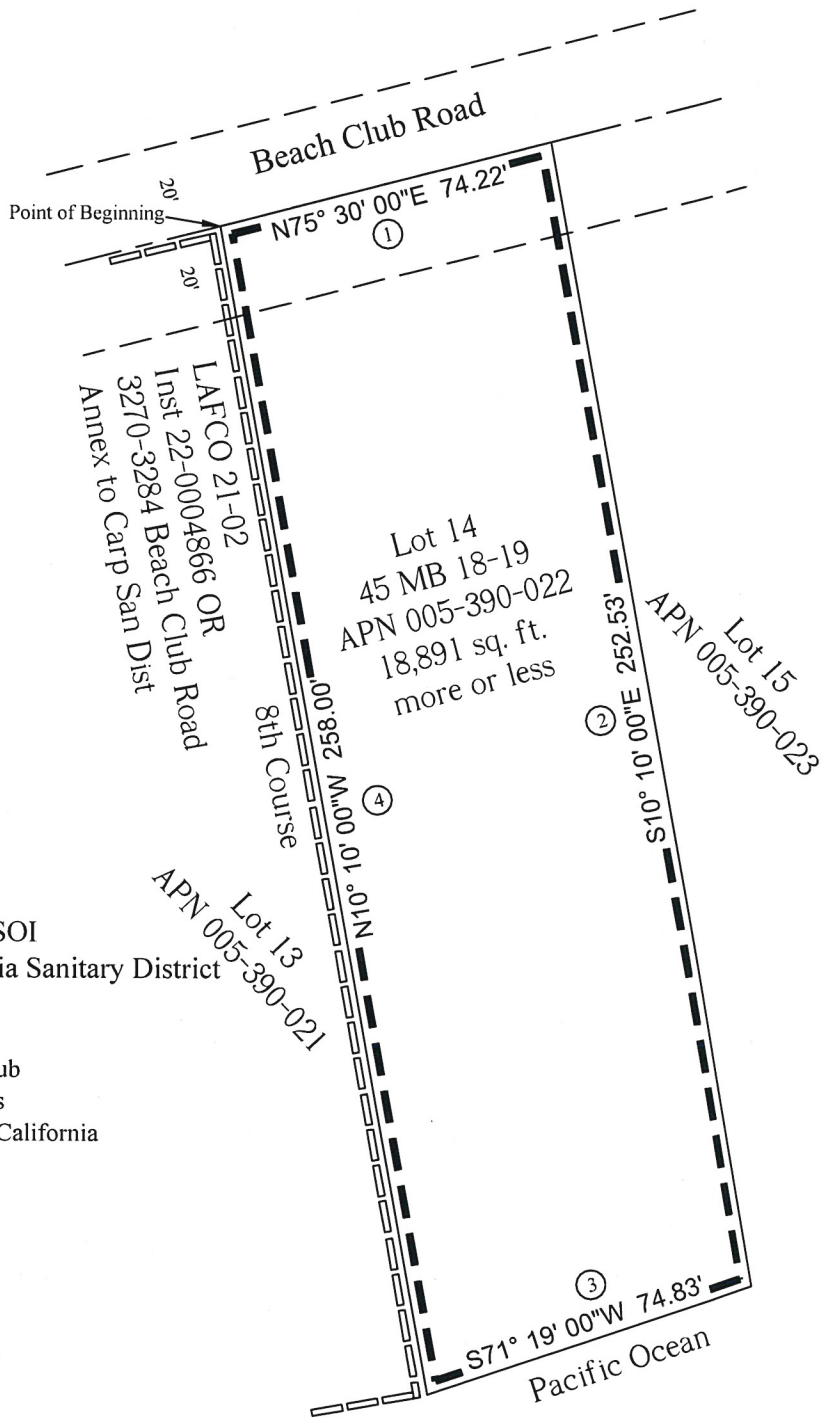 Beach Club Road
20'
Point of Beginning
20'
N75° 30' 00"E 74.22'
1
LAFCO 21-02
Inst 22-0004866 OR
3270-3284 Beach Club Road
Annex to Carp San Dist
Lot 14
45 MB 18-19
APN 005-390-022
18,891 sq. ft.
more or less
S10° 10' 00"E 252.53'
2
Lot 15
APN 005-390-023
8th Course
N10° 10' 00"W 258.00'
4
Lot 13
APN 005-390-021
SOI
ia Sanitary District
ub
s
California
3
S71° 19' 00"W 74.83'
Pacific Ocean